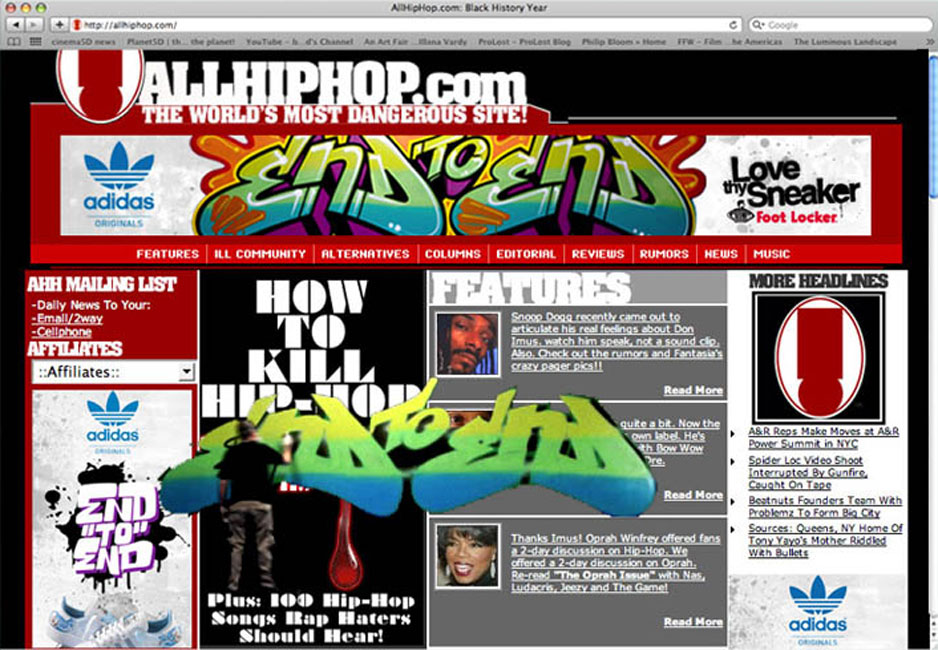 AllHipHop.com: Black History Year
http://allhiphop.com/
Google
cinema5D news
Planet5D | th... the planet!
YouTube - b...d's Channel
An Art Fair ...Illana Vardy
ProLost - ProLost Blog
Philip Bloom » Home
FFW - Film ...he Americas
The Luminous Landscape
ALLHIPHOP.com
THE WORLD'S MOST DANGEROUS SITE!
adidas
ORIGINALS
END "TO" END
Love
thy Sneaker
Foot Locker.
FEATURES
ILL COMMUNITY
ALTERNATIVES
COLUMNS
EDITORIAL
REVIEWS
RUMORS
NEWS
MUSIC
AHH MAILING LIST
-Daily News To Your:
-Email/2way
-Cellphone
AFFILIATES
::Affiliates::
adidas
ORIGINALS
END
"TO"
END
HOW
TO
KILL
HIP-HOP
END TO END
Plus: 100 Hip-Hop
Songs Rap Haters
Should Hear!
FEATURES
Snoop Dogg recently came out to
articulate his real feelings about Don
Imus. watch him speak, not a sound clip.
Also. Check out the rumors and Fantasia's
crazy pager pics!!
Read More
quite a bit. Now the
own label. He's
with Bow Wow
Dre.
Read More
Thanks Imus! Oprah Winfrey offered fans
a 2-day discussion on Hip-Hop. We
offered a 2-day discussion on Oprah.
Re-read "The Oprah Issue" with Nas,
Ludacris, Jeezy and The Game!
Read More
MORE HEADLINES
A&R Reps Make Moves at A&R
Power Summit in NYC
Spider Loc Video Shoot
Interrupted By Gunfire,
Caught On Tape
Beatnuts Founders Team With
Problemz To Form Big City
Sources: Queens, NY Home Of
Tony Yayo's Mother Riddled
With Bullets
adidas
ORIGINALS